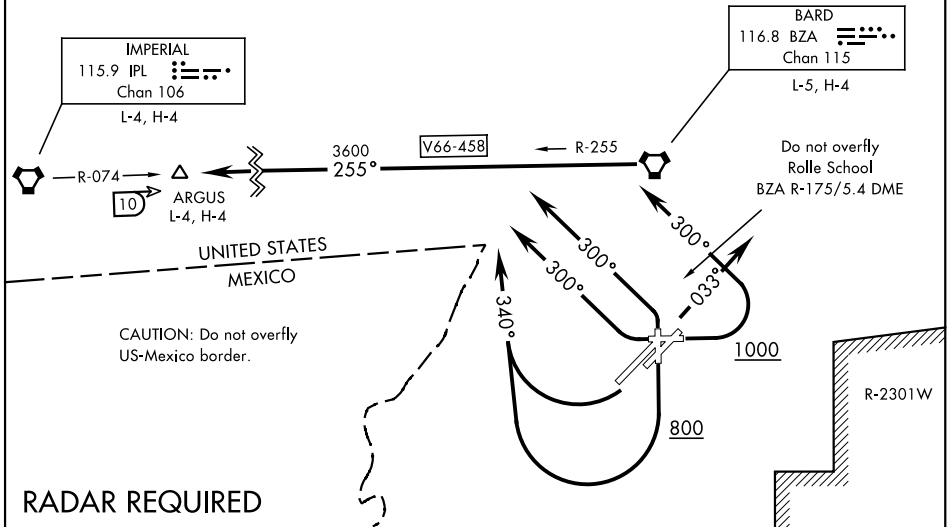 BARD
116.8 BZA
Chan 115
L-5, H-4
IMPERIAL
115.9 IPL
Chan 106
L-4, H-4
V66-458
R-255
3600
255°
R-074
10
ARGUS
L-4, H-4
Do not overfly
Rolle School
BZA R-175/5.4 DME
UNITED STATES
MEXICO
300°
300°
300°
033°
340°
CAUTION: Do not overfly
US-Mexico border.
1000
800
R-2301W
RADAR REQUIRED